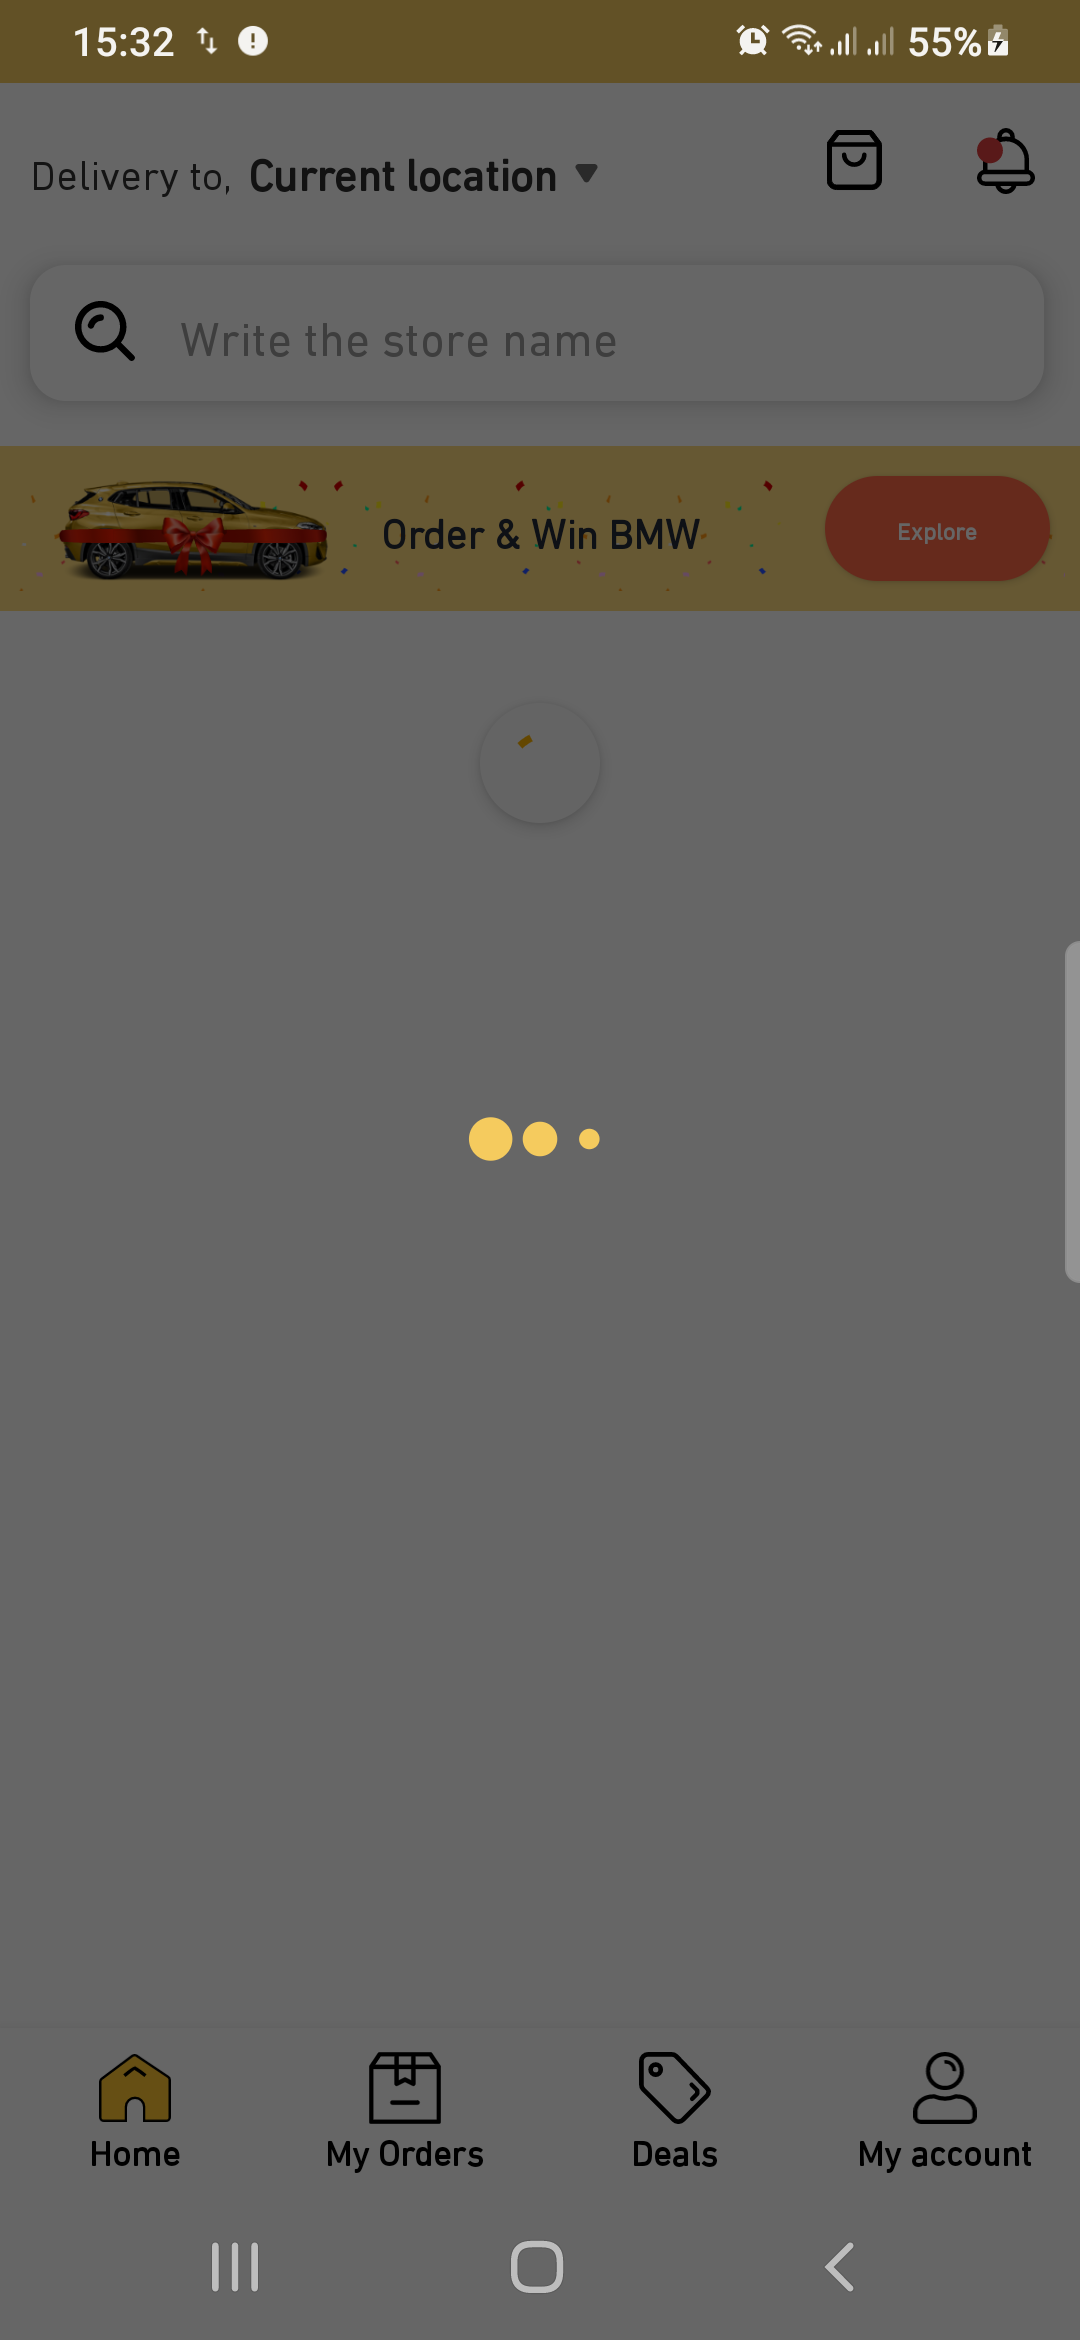 15:32
55%
Delivery to, Current location
Write the store name
Order & Win BMW
Explore
Home
My Orders
Deals
My account